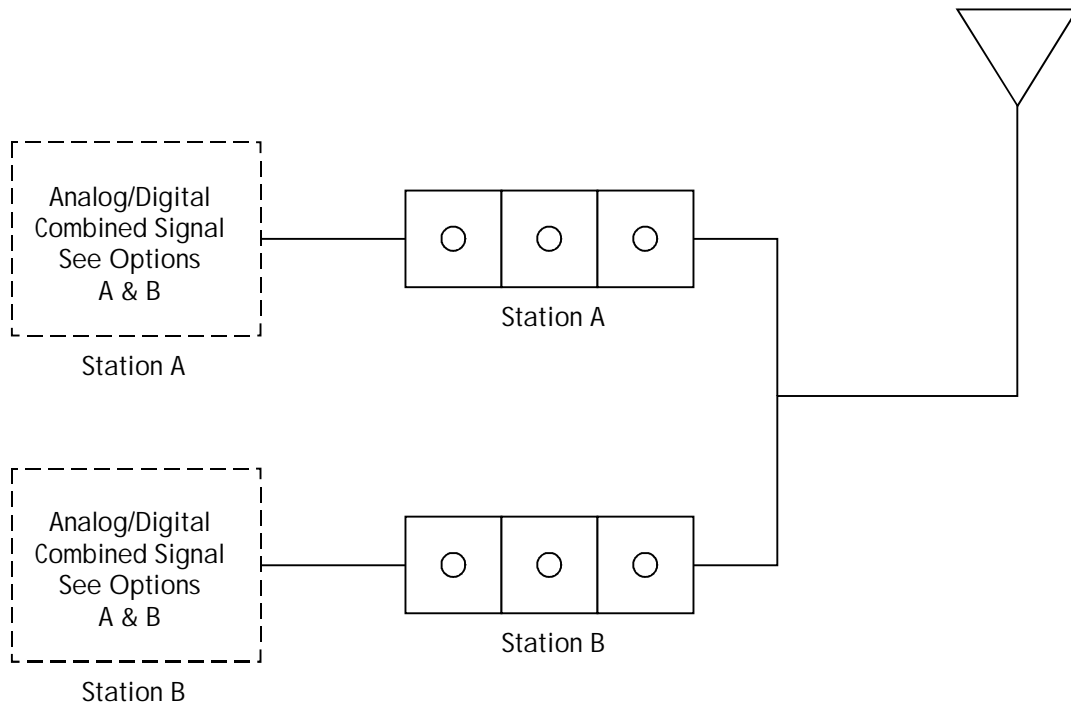 Analog/Digital
Combined Signal
See Options
A & B
Station A
Station A
Analog/Digital
Combined Signal
See Options
A & B
Station B
Station B